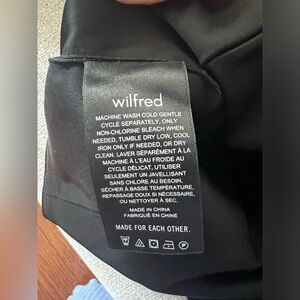 wilfred
MACHINE WASH COLD GENTLE
CYCLE SEPARATELY, ONLY
NON-CHLORINE BLEACH WHEN
NEEDED, TUMBLE DRY LOW, COOL
IRON ONLY IF NEEDED, OR DRY
CLEAN. LAVER SÉPARÉMENT À LA
MACHINE À L'EAU FROIDE AU
CYCLE DÉLICAT, UTILISER
SEULEMENT UN JAVELLISANT
SANS CHLORE AU BESOIN,
SÉCHER À BASSE TEMPÉRATURE,
REPASSAGE DOUX SI NÉCESSAIRE,
OU NETTOYER À SEC.
MADE IN CHINA
FABRIQUÉ EN CHINE
MADE FOR EACH OTHER.